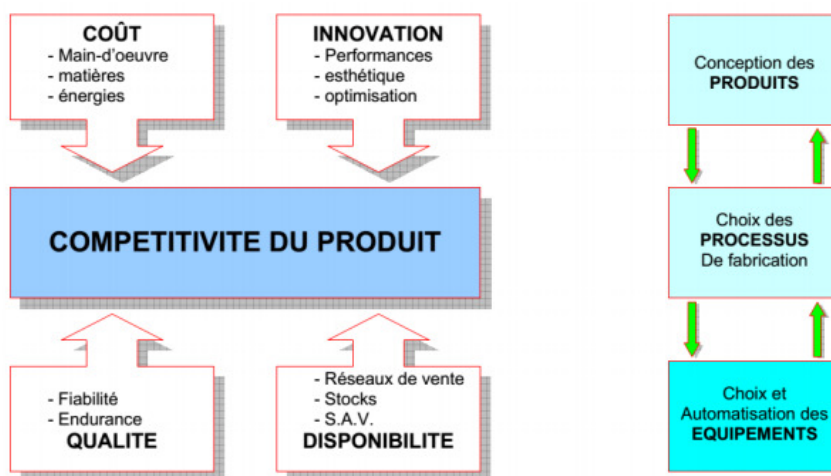 COÛT
- Main-d'oeuvre
- matières
- énergies
INNOVATION
- Performances
- esthétique
- optimisation
COMPETITIVITE DU PRODUIT
- Fiabilité
- Endurance
QUALITE
- Réseaux de vente
- Stocks
- S.A.V.
DISPONIBILITE
Conception des
PRODUITS
Choix des
PROCESSUS
De fabrication
Choix et
Automatisation des
EQUIPEMENTS